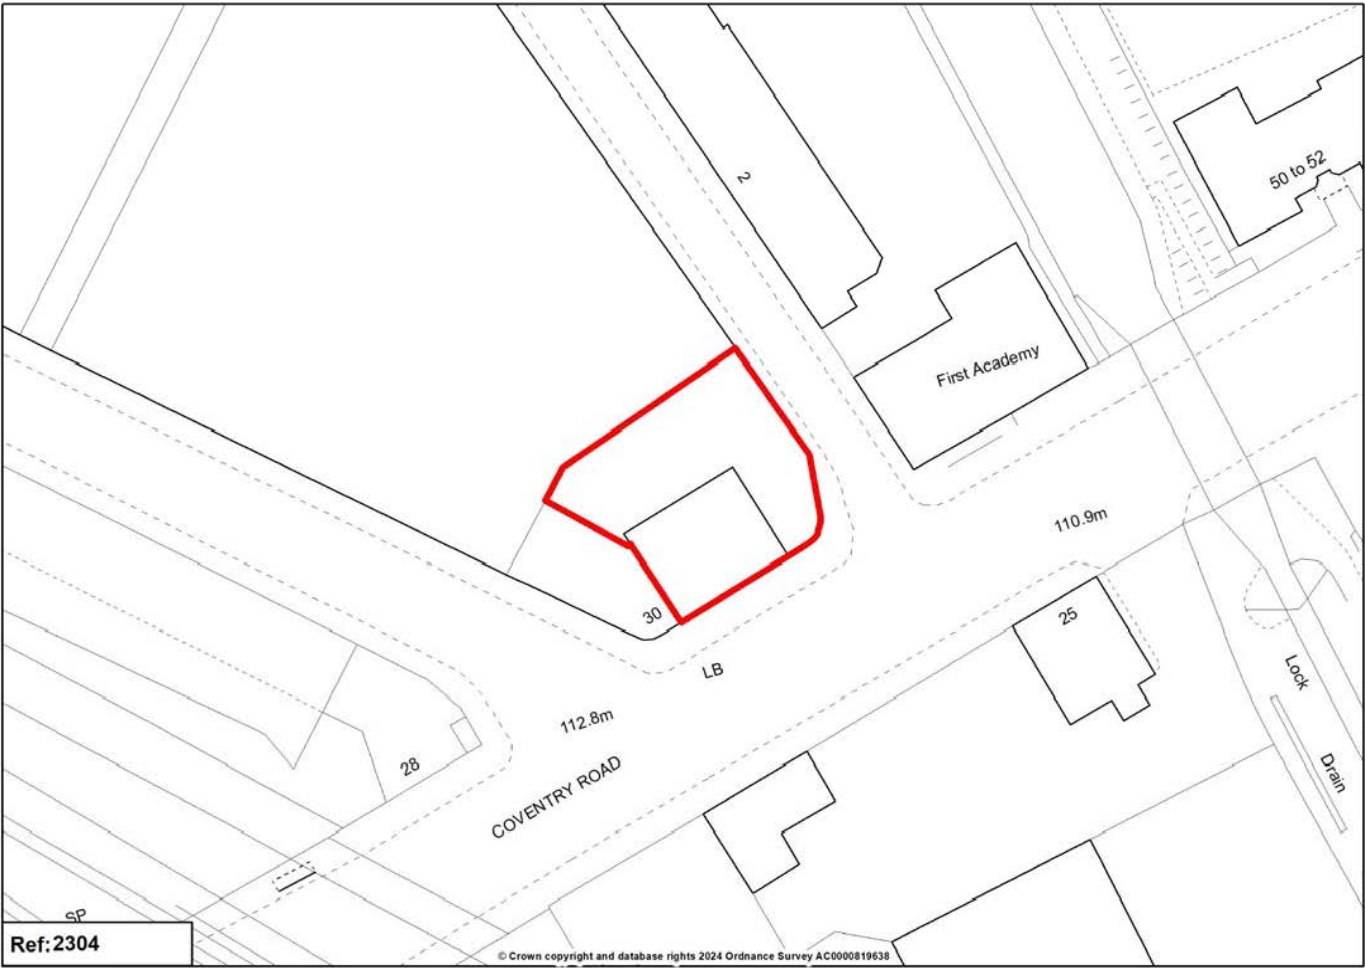 50 to 52
2
First Academy
110.9m
30
25
LB
Lock
112.8m
28
COVENTRY ROAD
Drain
SP
Ref:2304
© Crown copyright and database rights 2024 Ordnance Survey AC0000819638